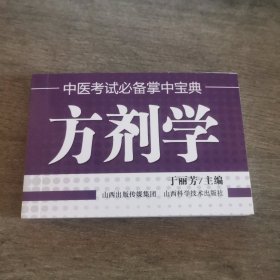 中医考试必备掌中宝典
方剂学
于丽芳/主编
山西出版传媒集团 山西科学技术出版社